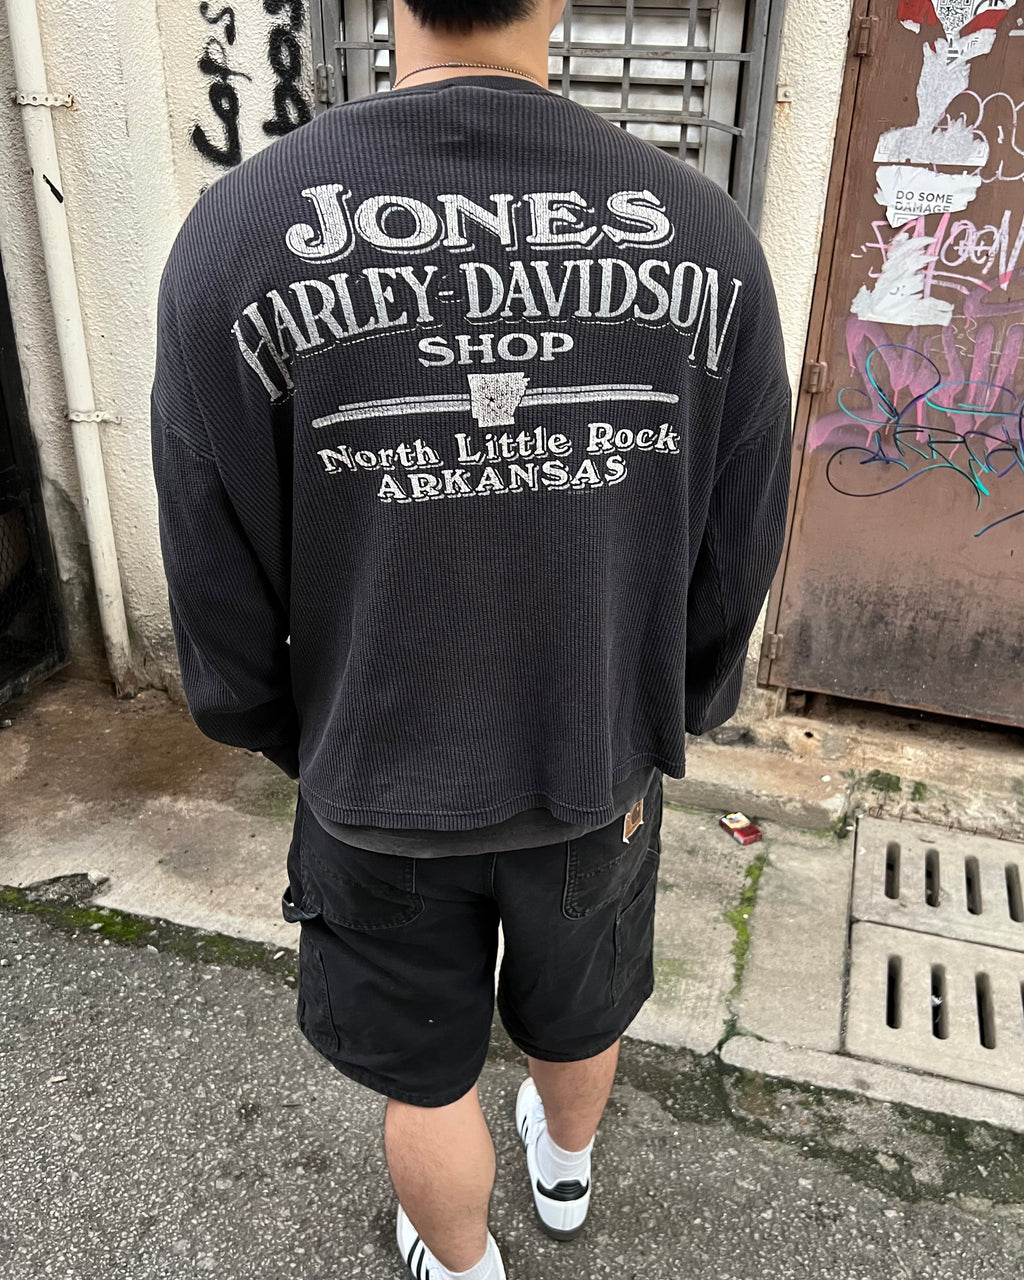 JONES
HARLEY-DAVIDSON
SHOP
North Little Rock
ARKANSAS
DO SOME
DAMAGE